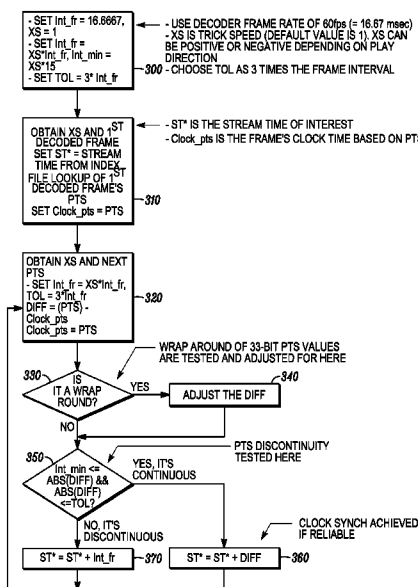 - SET Int_fr = 16.6667,
XS = 1
- SET Int_fr =
XS*Int_fr, Int_min =
XS*15
- SET TOL = 3* Int_fr
300
- USE DECODER FRAME RATE OF 60fps (= 16.67 msec)
- XS IS TRICK SPEED (DEFAULT VALUE IS 1). XS CAN
BE POSITIVE OR NEGATIVE DEPENDING ON PLAY
DIRECTION
- CHOOSE TOL AS 3 TIMES THE FRAME INTERVAL
OBTAIN XS AND 1ST
DECODED FRAME
SET ST* = STREAM
TIME FROM INDEX
FILE LOOKUP OF 1ST
DECODED FRAME'S
PTS
SET Clock_pts = PTS
310
- ST* IS THE STREAM TIME OF INTEREST
- Clock_pts IS THE FRAME'S CLOCK TIME BASED ON PTS
OBTAIN XS AND NEXT
PTS
- SET Int_fr = XS*Int_fr,
TOL = 3*Int_fr
DIFF = (PTS) -
Clock_pts
Clock_pts = PTS
320
WRAP AROUND OF 33-BIT PTS VALUES
ARE TESTED AND ADJUSTED FOR HERE
330
IS
IT A WRAP
ROUND?
YES
340
ADJUST THE DIFF
NO
PTS DISCONTINUITY
TESTED HERE
350
Int_min <=
ABS(DIFF) &&
ABS(DIFF)
<=TOL?
YES, IT'S
CONTINUOUS
NO, IT'S
DISCONTINUOUS
CLOCK SYNCH ACHIEVED
IF RELIABLE
ST* = ST* + Int_fr
370
ST* = ST* + DIFF
360